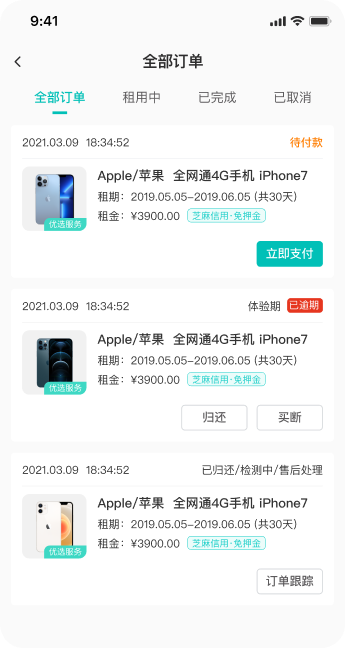 9:41
全部订单
全部订单 租用中 已完成 已取消
2021.03.09 18:34:52 待付款
Apple/苹果 全网通4G手机 iPhone7
租期：2019.05.05-2019.06.05 (共30天)
租金：¥3900.00 芝麻信用·免押金
优选服务
立即支付
2021.03.09 18:34:52 体验期 已逾期
Apple/苹果 全网通4G手机 iPhone7
租期：2019.05.05-2019.06.05 (共30天)
租金：¥3900.00 芝麻信用·免押金
优选服务
归还 买断
2021.03.09 18:34:52 已归还/检测中/售后处理
Apple/苹果 全网通4G手机 iPhone7
租期：2019.05.05-2019.06.05 (共30天)
租金：¥3900.00 芝麻信用·免押金
优选服务
订单跟踪